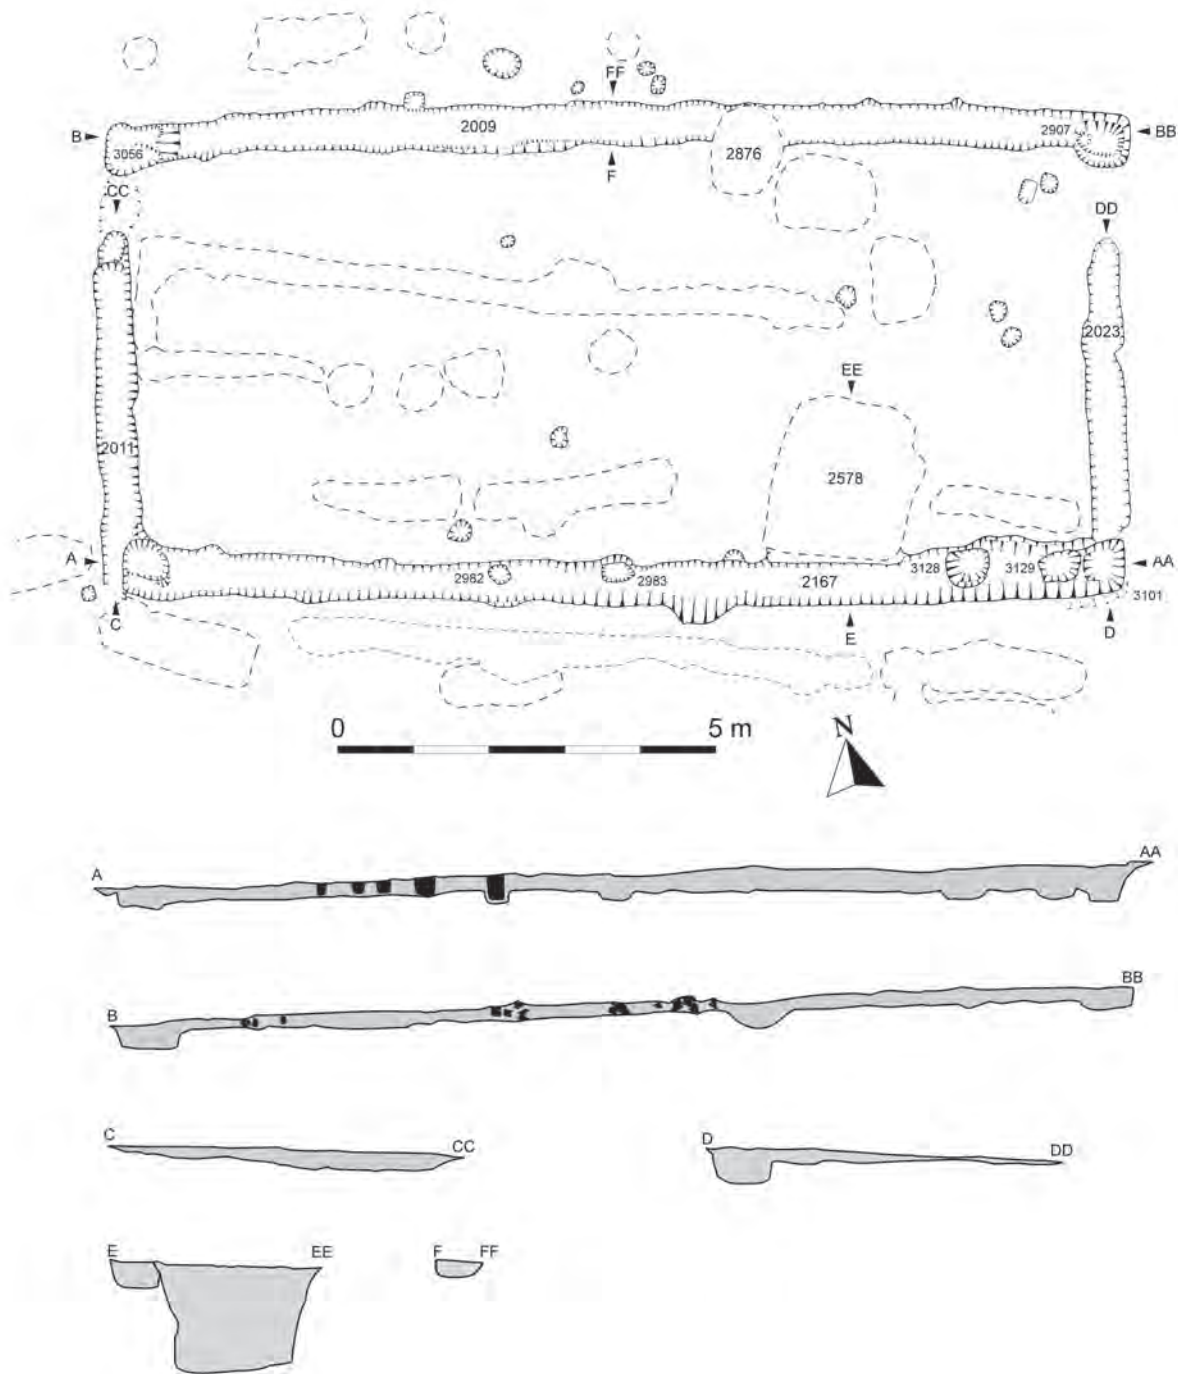 FF
B 2009 2907 BB
3056 F 2876
CC DD
2023
EE
2011
2578
A 2982 2983 2167 3128 3129 AA
3101
C E D
0 5 m N
A AA
B BB
C CC D DD
E EE F FF